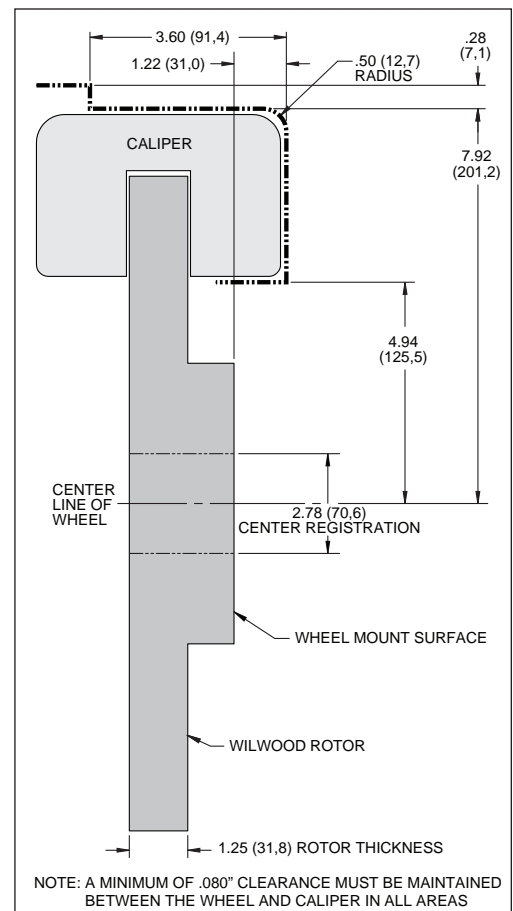 3.60 (91,4)
.28
(7,1)
1.22 (31,0)
.50 (12,7)
RADIUS
CALIPER
7.92
(201,2)
4.94
(125,5)
CENTER
LINE OF
WHEEL
2.78 (70,6)
CENTER REGISTRATION
WHEEL MOUNT SURFACE
WILWOOD ROTOR
1.25 (31,8) ROTOR THICKNESS
NOTE: A MINIMUM OF .080" CLEARANCE MUST BE MAINTAINED
BETWEEN THE WHEEL AND CALIPER IN ALL AREAS